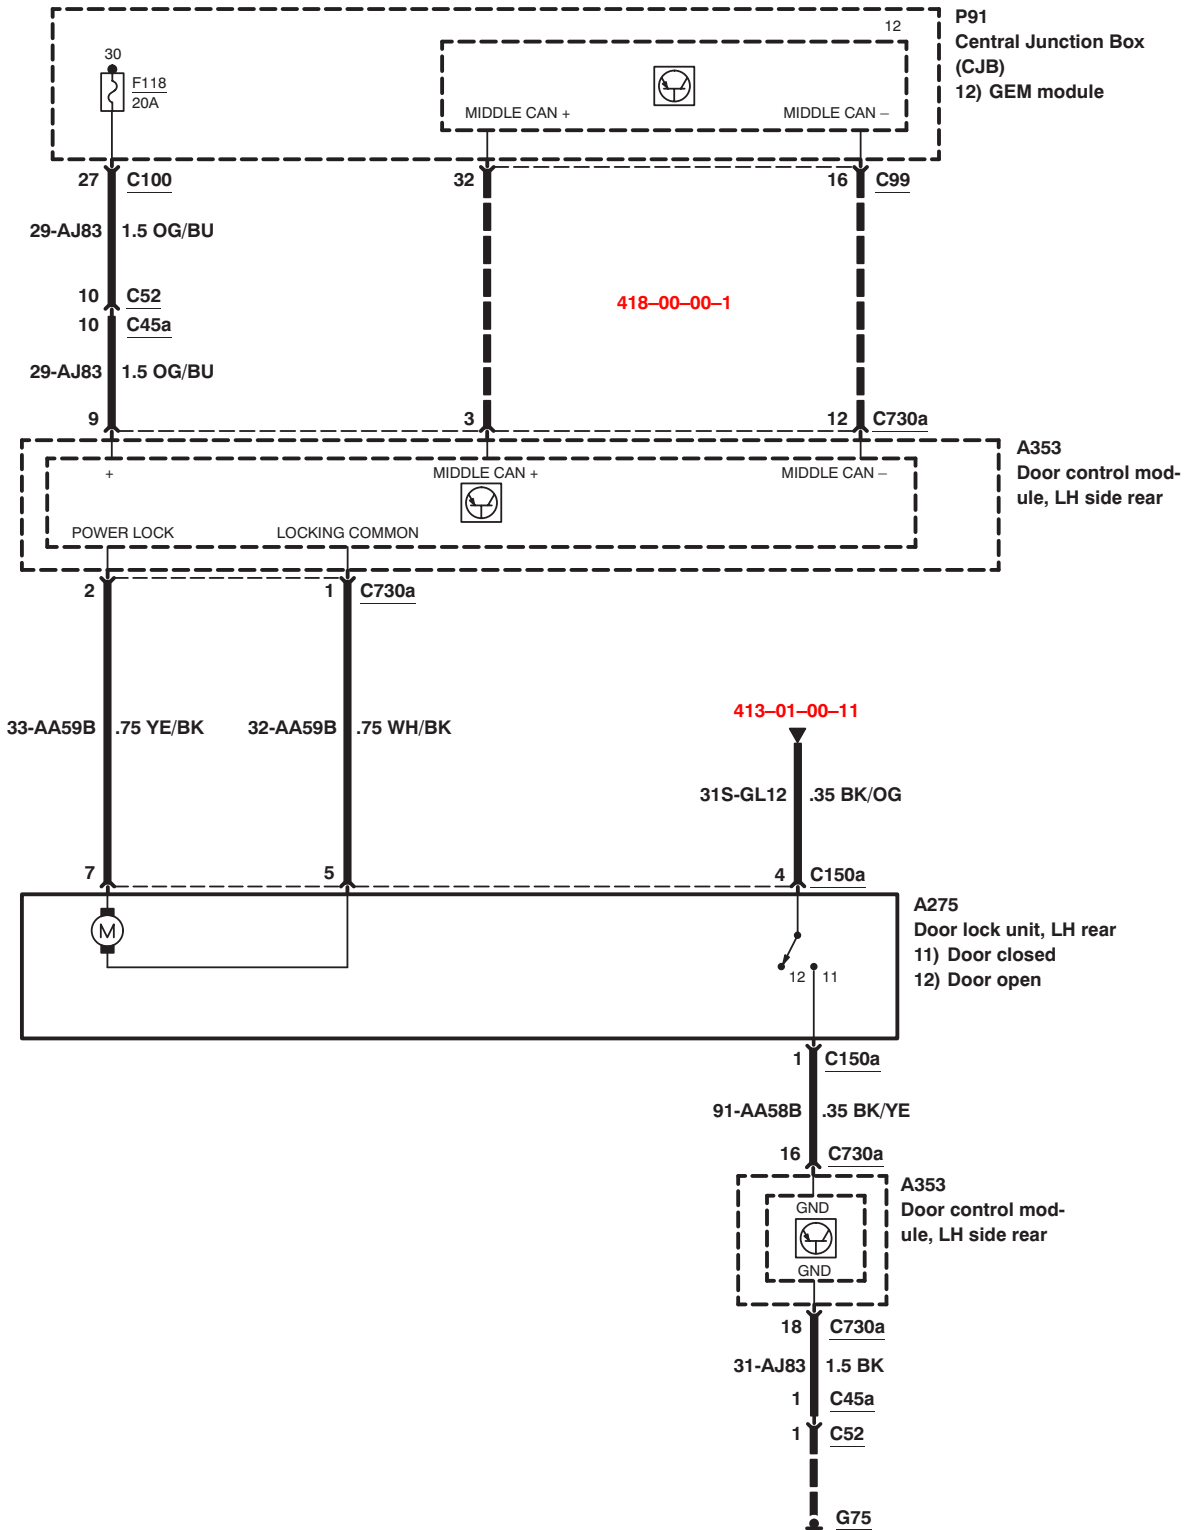 P91
Central Junction Box
(CJB)
12) GEM module
12
30
F118
20A
MIDDLE CAN +
MIDDLE CAN –
27 C100
32
16 C99
29-AJ83 1.5 OG/BU
418–00–00–1
10 C52
10 C45a
29-AJ83 1.5 OG/BU
9
3
12 C730a
A353
Door control mod-
ule, LH side rear
+
MIDDLE CAN +
MIDDLE CAN –
POWER LOCK
LOCKING COMMON
2
1 C730a
413–01–00–11
33-AA59B .75 YE/BK
32-AA59B .75 WH/BK
31S-GL12 .35 BK/OG
7
5
4 C150a
A275
Door lock unit, LH rear
11) Door closed
12) Door open
M
12 11
1 C150a
91-AA58B .35 BK/YE
16 C730a
A353
Door control mod-
ule, LH side rear
GND
GND
18 C730a
31-AJ83 1.5 BK
1 C45a
1 C52
G75